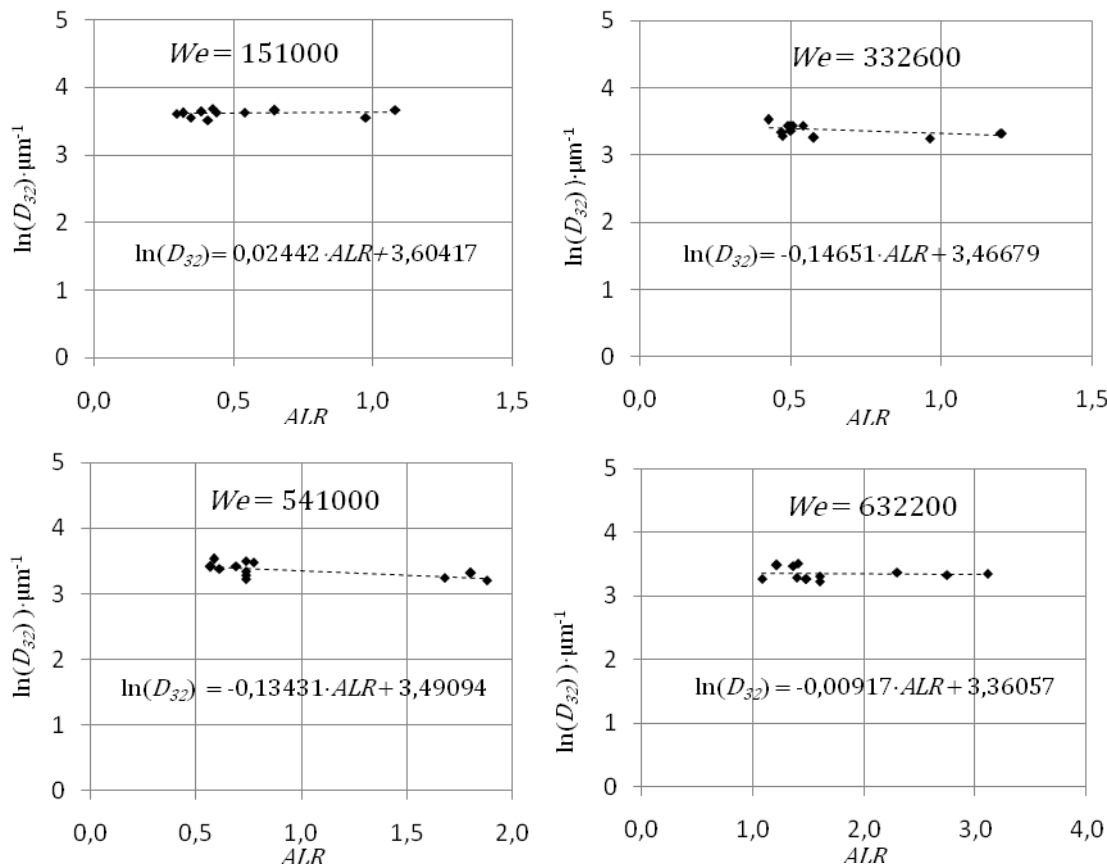 5
4
3
2
1
0
ln(D32)·μm-1
We = 151000
ln(D32)= 0,02442·ALR+3,60417
0,0 0,5 1,0 1,5
ALR
5
4
3
2
1
0
ln(D32) )·μm-1
We = 332600
ln(D32)= -0,14651·ALR+3,46679
0,0 0,5 1,0 1,5
ALR
5
4
3
2
1
0
ln(D32) )·μm-1
We = 541000
ln(D32) = -0,13431·ALR+3,49094
0,0 0,5 1,0 1,5 2,0
ALR
5
4
3
2
1
0
ln(D32) )·μm-1
We = 632200
ln(D32) = -0,00917·ALR+3,36057
0,0 1,0 2,0 3,0 4,0
ALR